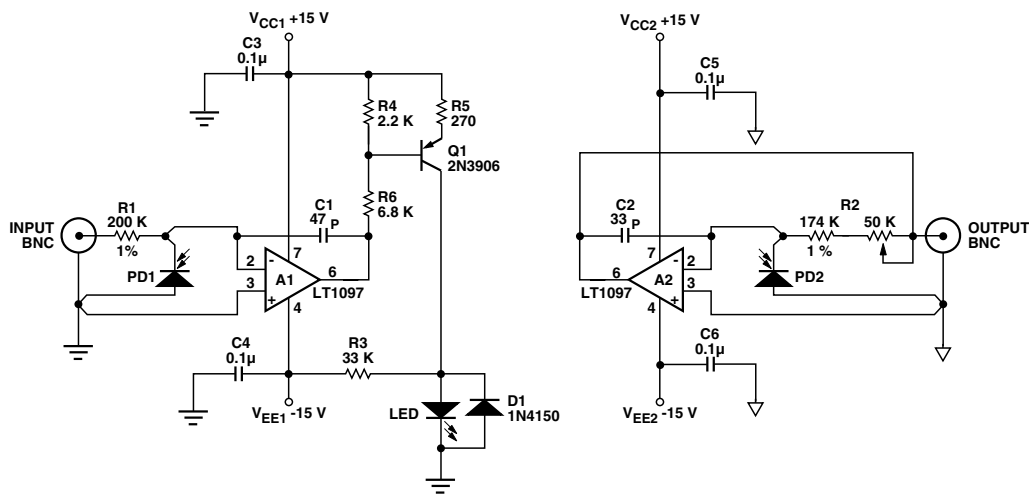 VCC1 +15 V
C3
0.1µ
R4
2.2 K
R5
270
Q1
2N3906
R6
6.8 K
C1
47 P
INPUT
BNC
R1
200 K
1%
PD1
2
3
-
+
A1
7
6
4
LT1097
C4
0.1µ
R3
33 K
VEE1 -15 V
LED
D1
1N4150
VCC2 +15 V
C5
0.1µ
C2
33 P
7
6
LT1097
A2
-
+
2
3
4
174 K
1 %
R2
50 K
PD2
OUTPUT
BNC
C6
0.1µ
VEE2 -15 V